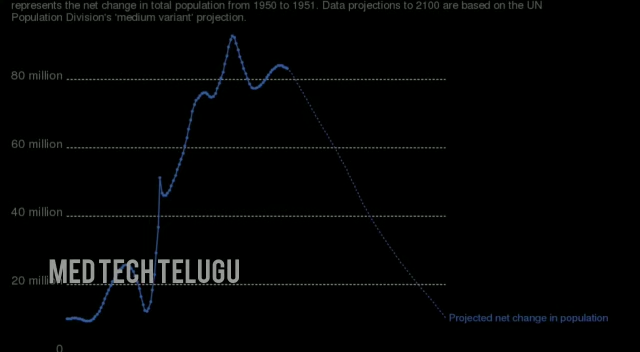 represents the net change in total population from 1950 to 1951. Data projections to 2100 are based on the UN
Population Division's 'medium variant' projection.
80 million
60 million
40 million
20 million
MEDTECHTELUGU
Projected net change in population
0